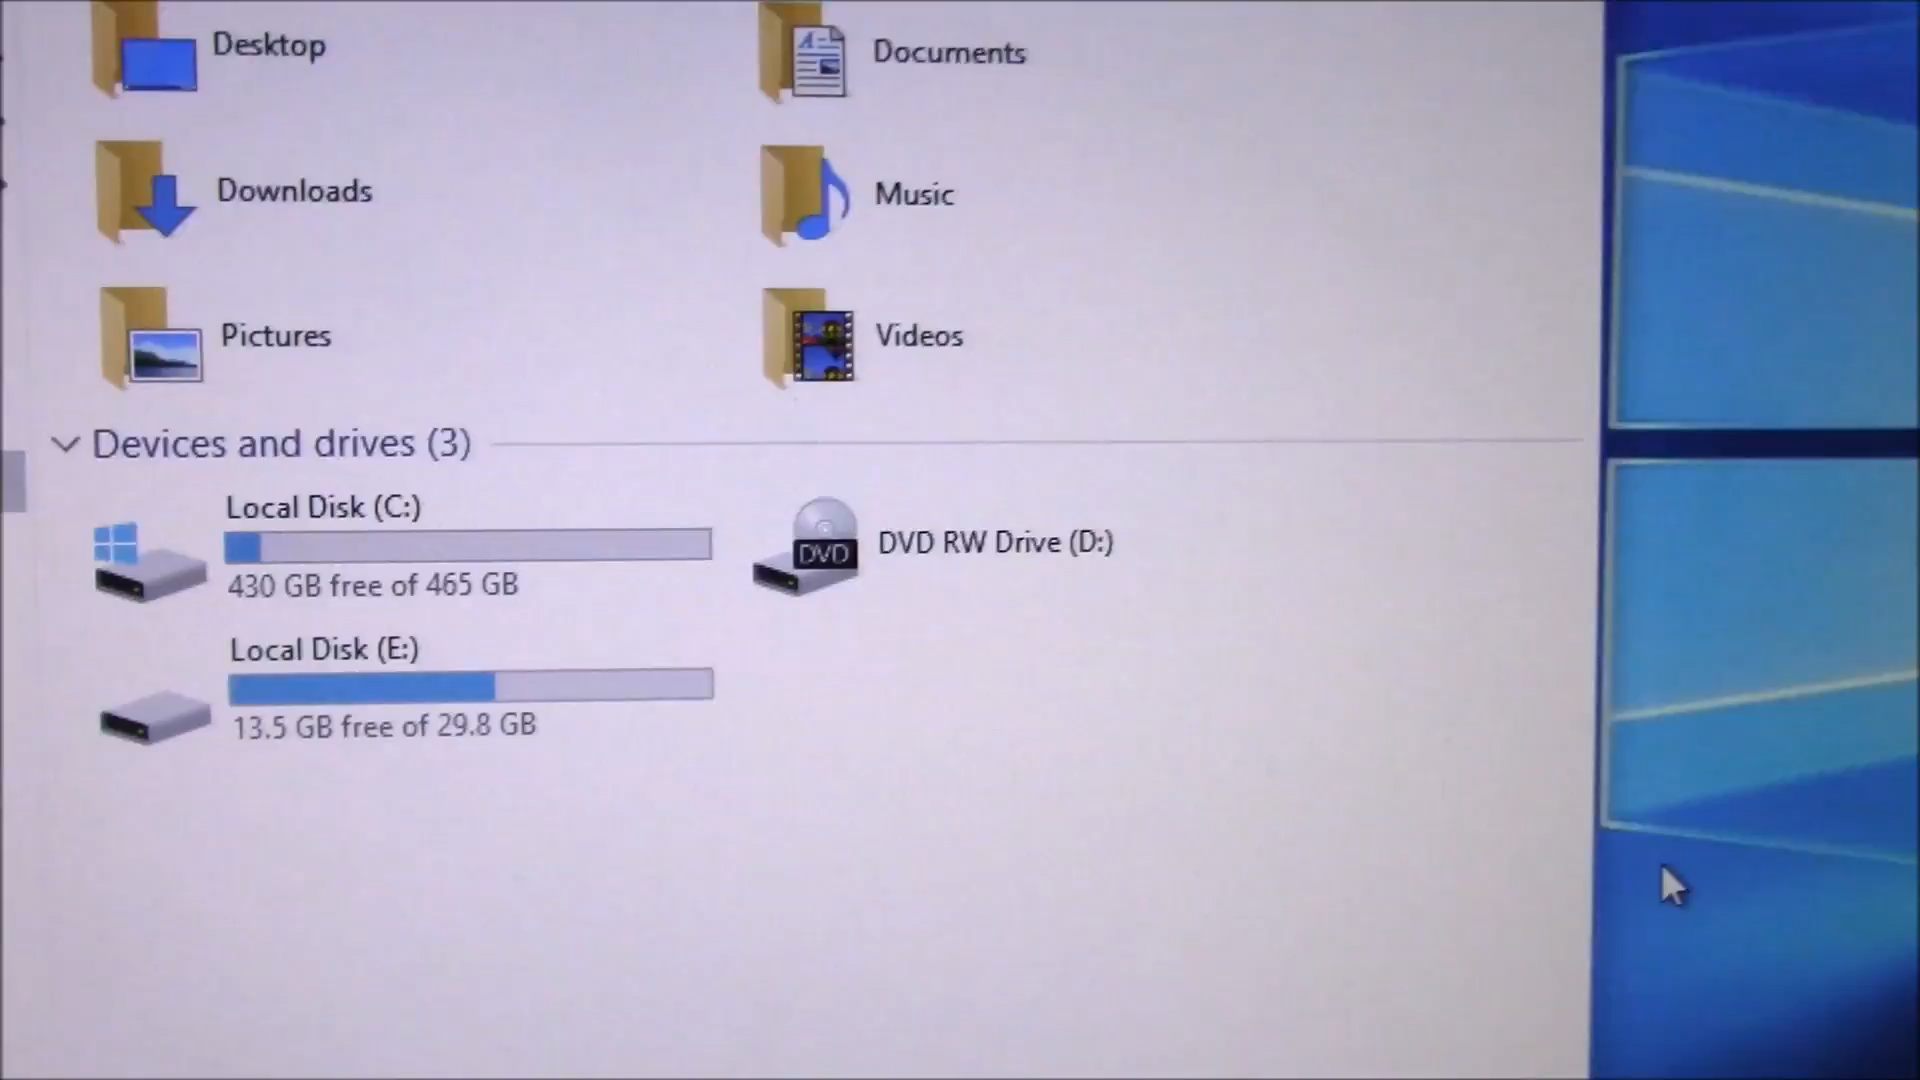 Desktop
Documents
Downloads
Music
Pictures
Videos
Devices and drives (3)
Local Disk (C:)
430 GB free of 465 GB
DVD
DVD RW Drive (D:)
Local Disk (E:)
13.5 GB free of 29.8 GB